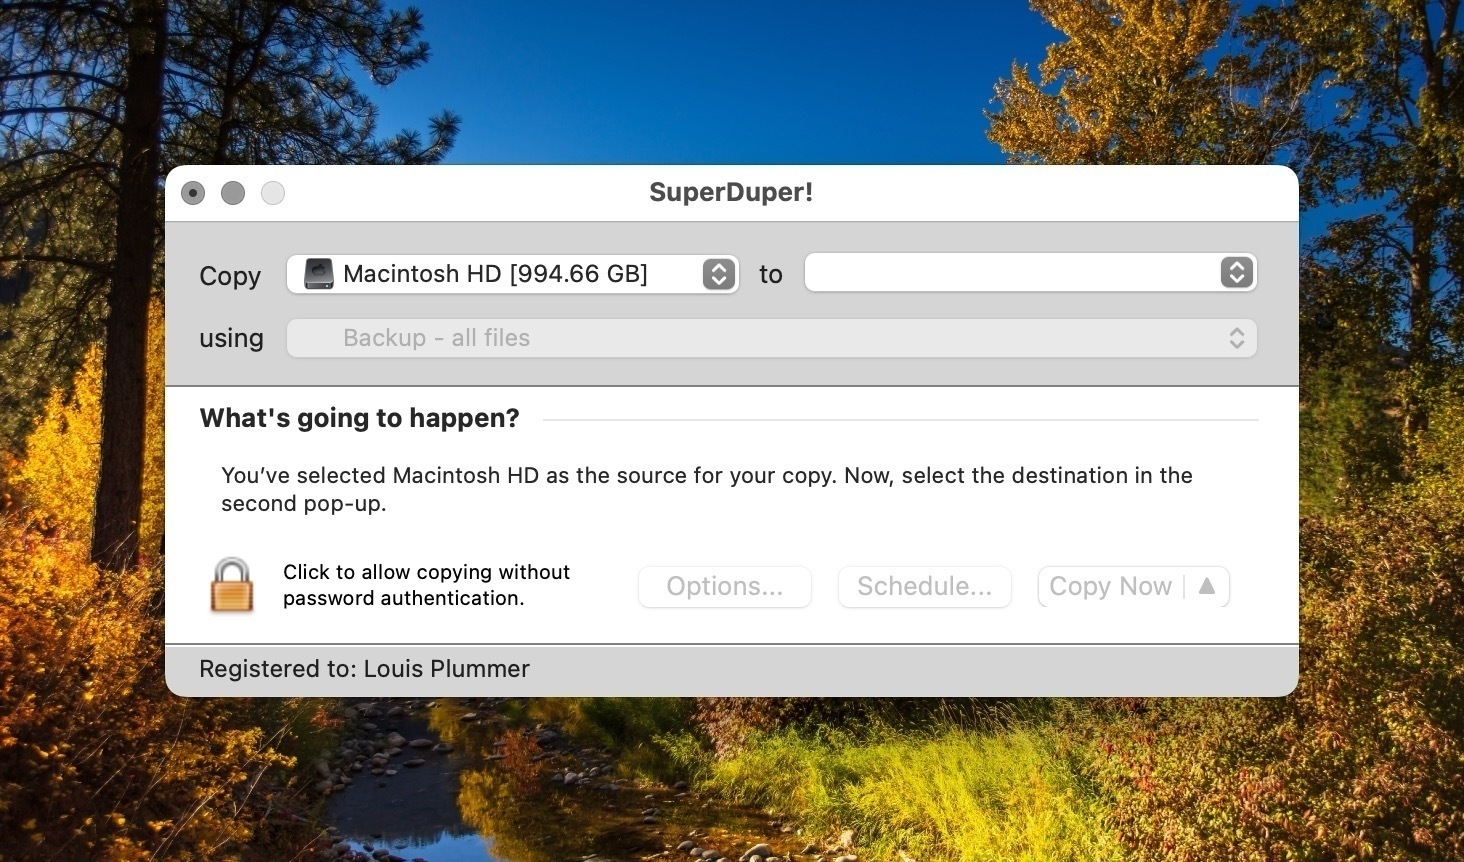 SuperDuper!
Copy Macintosh HD [994.66 GB] to
using Backup - all files
What's going to happen?
You’ve selected Macintosh HD as the source for your copy. Now, select the destination in the
second pop-up.
Click to allow copying without
password authentication.
Options... Schedule... Copy Now
Registered to: Louis Plummer